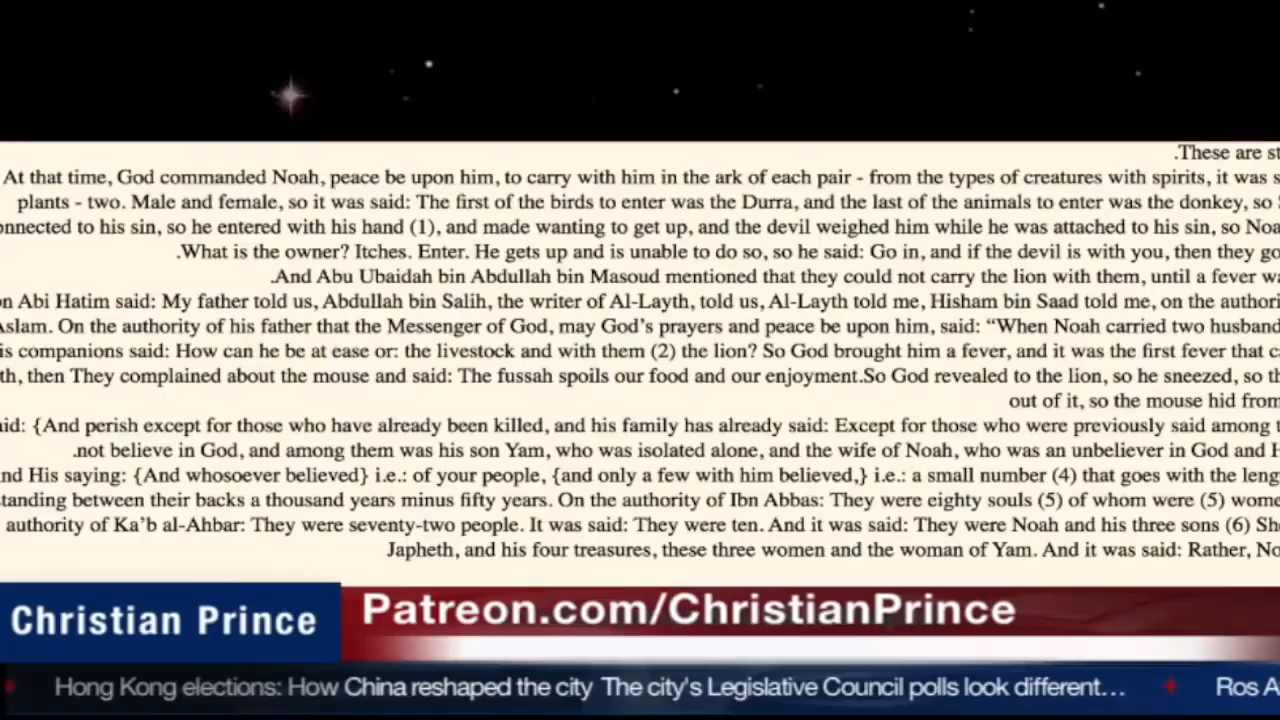 .These are st
At that time, God commanded Noah, peace be upon him, to carry with him in the ark of each pair - from the types of creatures with spirits, it was s
plants - two. Male and female, so it was said: The first of the birds to enter was the Durra, and the last of the animals to enter was the donkey, so
onnected to his sin, so he entered with his hand (1), and made wanting to get up, and the devil weighed him while he was attached to his sin, so Noa
.What is the owner? Itches. Enter. He gets up and is unable to do so, so he said: Go in, and if the devil is with you, then they go
.And Abu Ubaidah bin Abdullah bin Masoud mentioned that they could not carry the lion with them, until a fever wa
on Abi Hatim said: My father told us, Abdullah bin Salih, the writer of Al-Layth, told us, Al-Layth told me, Hisham bin Saad told me, on the authori
Aslam. On the authority of his father that the Messenger of God, may God's prayers and peace be upon him, said: “When Noah carried two husband
is companions said: How can he be at ease or: the livestock and with them (2) the lion? So God brought him a fever, and it was the first fever that c
th, then They complained about the mouse and said: The fussah spoils our food and our enjoyment.So God revealed to the lion, so he sneezed, so th
out of it, so the mouse hid from
aid: {And perish except for those who have already been killed, and his family has already said: Except for those who were previously said among t
.not believe in God, and among them was his son Yam, who was isolated alone, and the wife of Noah, who was an unbeliever in God and H
nd His saying: {And whosoever believed} i.e.: of your people, {and only a few with him believed,} i.e.: a small number (4) that goes with the leng
standing between their backs a thousand years minus fifty years. On the authority of Ibn Abbas: They were eighty souls (5) of whom were (5) wome
authority of Ka’b al-Ahbar: They were seventy-two people. It was said: They were ten. And it was said: They were Noah and his three sons (6) She
Japheth, and his four treasures, these three women and the woman of Yam. And it was said: Rather, No
Christian Prince
Patreon.com/ChristianPrince
Hong Kong elections: How China reshaped the city The city's Legislative Council polls look different… Ros A